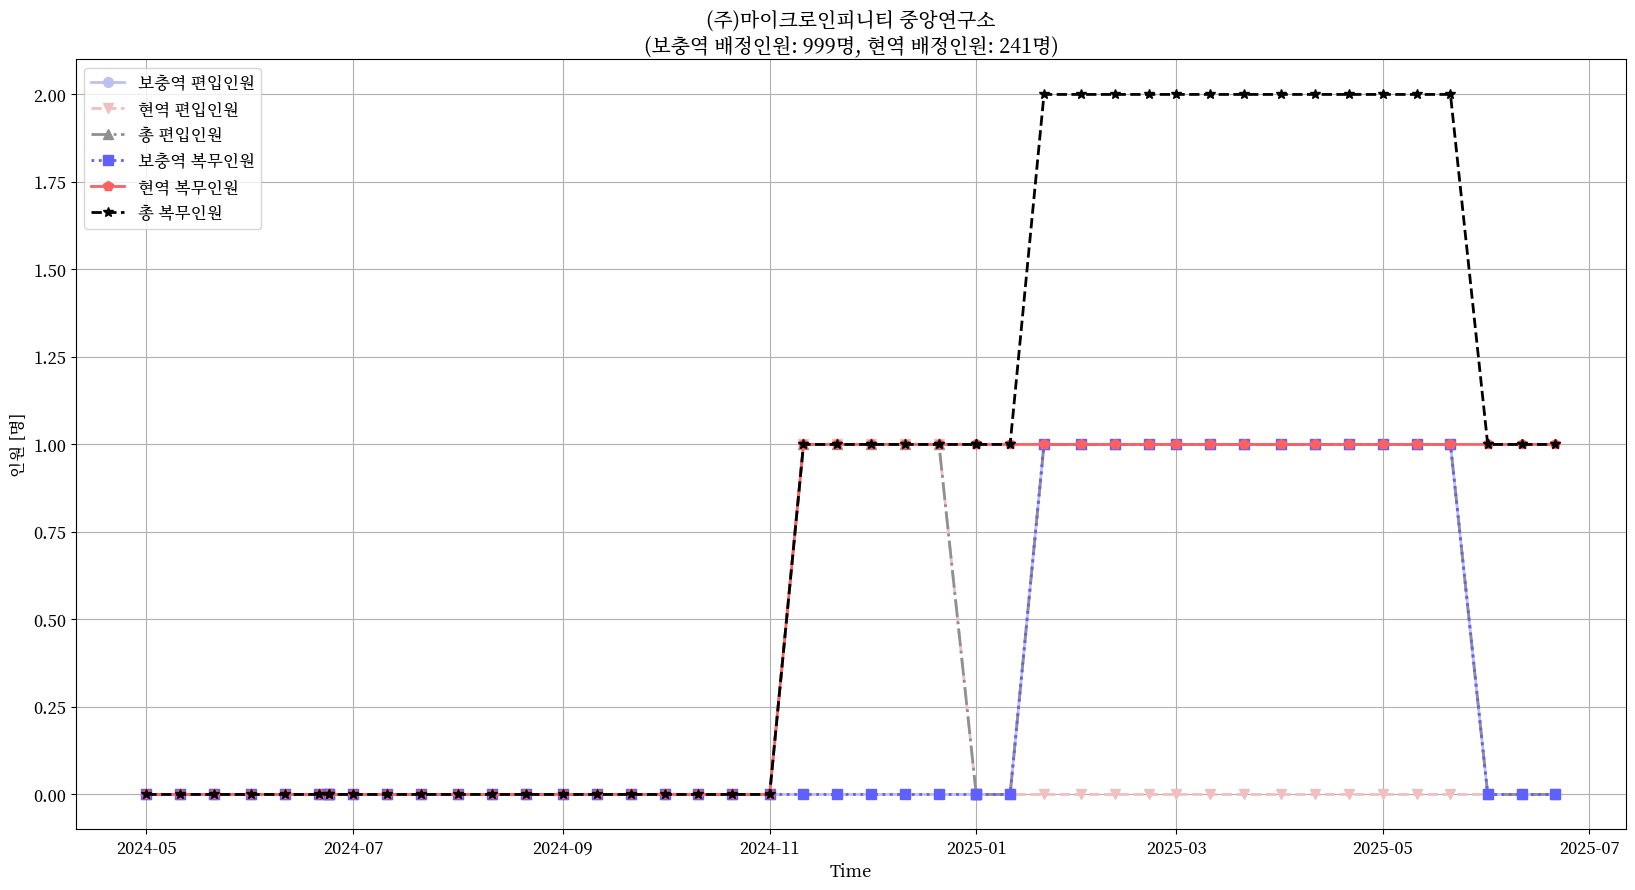 (주)마이크로인피니티 중앙연구소
(보충역 배정인원: 999명, 현역 배정인원: 241명)
보충역 편입인원
현역 편입인원
총 편입인원
보충역 복무인원
현역 복무인원
총 복무인원
인원 [명]
2.00
1.75
1.50
1.25
1.00
0.75
0.50
0.25
0.00
2024-05
2024-07
2024-09
2024-11
2025-01
2025-03
2025-05
2025-07
Time